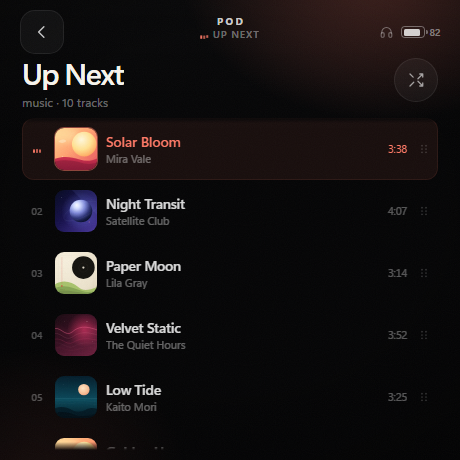 POD
UP NEXT
82
Up Next
music · 10 tracks
Solar Bloom
Mira Vale
3:38
02
Night Transit
Satellite Club
4:07
03
Paper Moon
Lila Gray
3:14
04
Velvet Static
The Quiet Hours
3:52
05
Low Tide
Kaito Mori
3:25